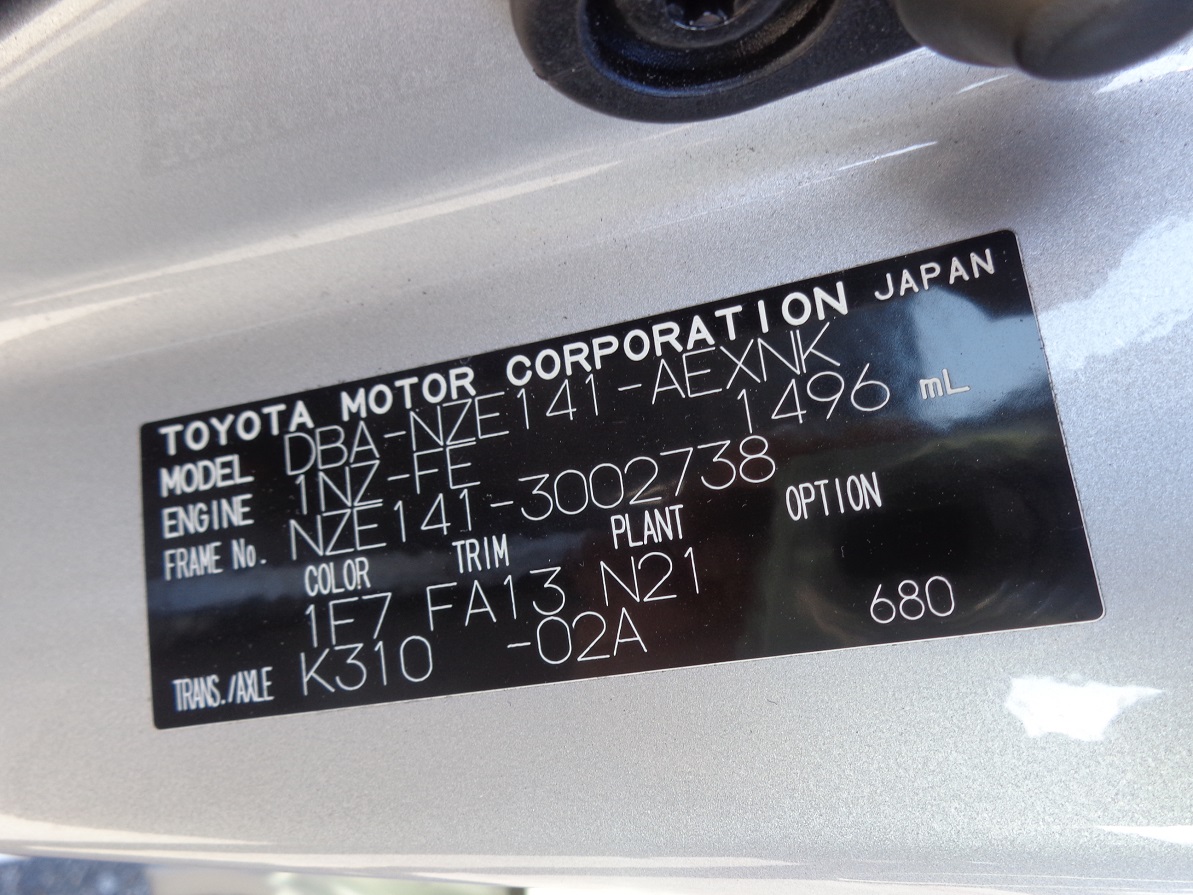 TOYOTA MOTOR CORPORATION JAPAN
MODEL DBA-NZE141-AEXNK
ENGINE 1NZ-FE 1496 mL
FRAME No. NZE141-3002738
COLOR TRIM PLANT OPTION
1F7 FA13 N21
TRANS./AXLE K310 -02A 680